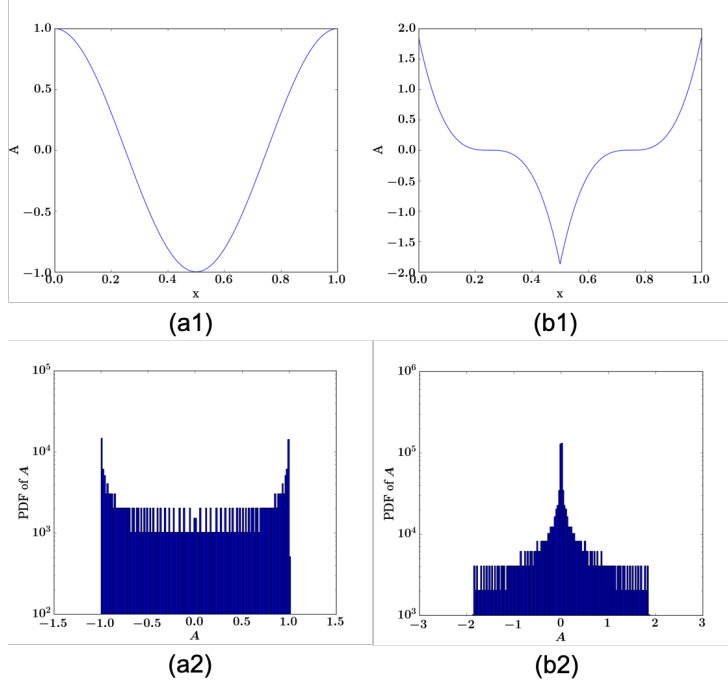 1.0
0.5
0.0
−0.5
−1.0
A
0.0 0.2 0.4 0.6 0.8 1.0
x
(a1)
2.0
1.5
1.0
0.5
0.0
−0.5
−1.0
−1.5
−2.0
A
0.0 0.2 0.4 0.6 0.8 1.0
x
(b1)
10^5
10^4
10^3
10^2
PDF of A
−1.5 −1.0 −0.5 0.0 0.5 1.0 1.5
A
(a2)
10^6
10^5
10^4
10^3
PDF of A
−3 −2 −1 0 1 2 3
A
(b2)